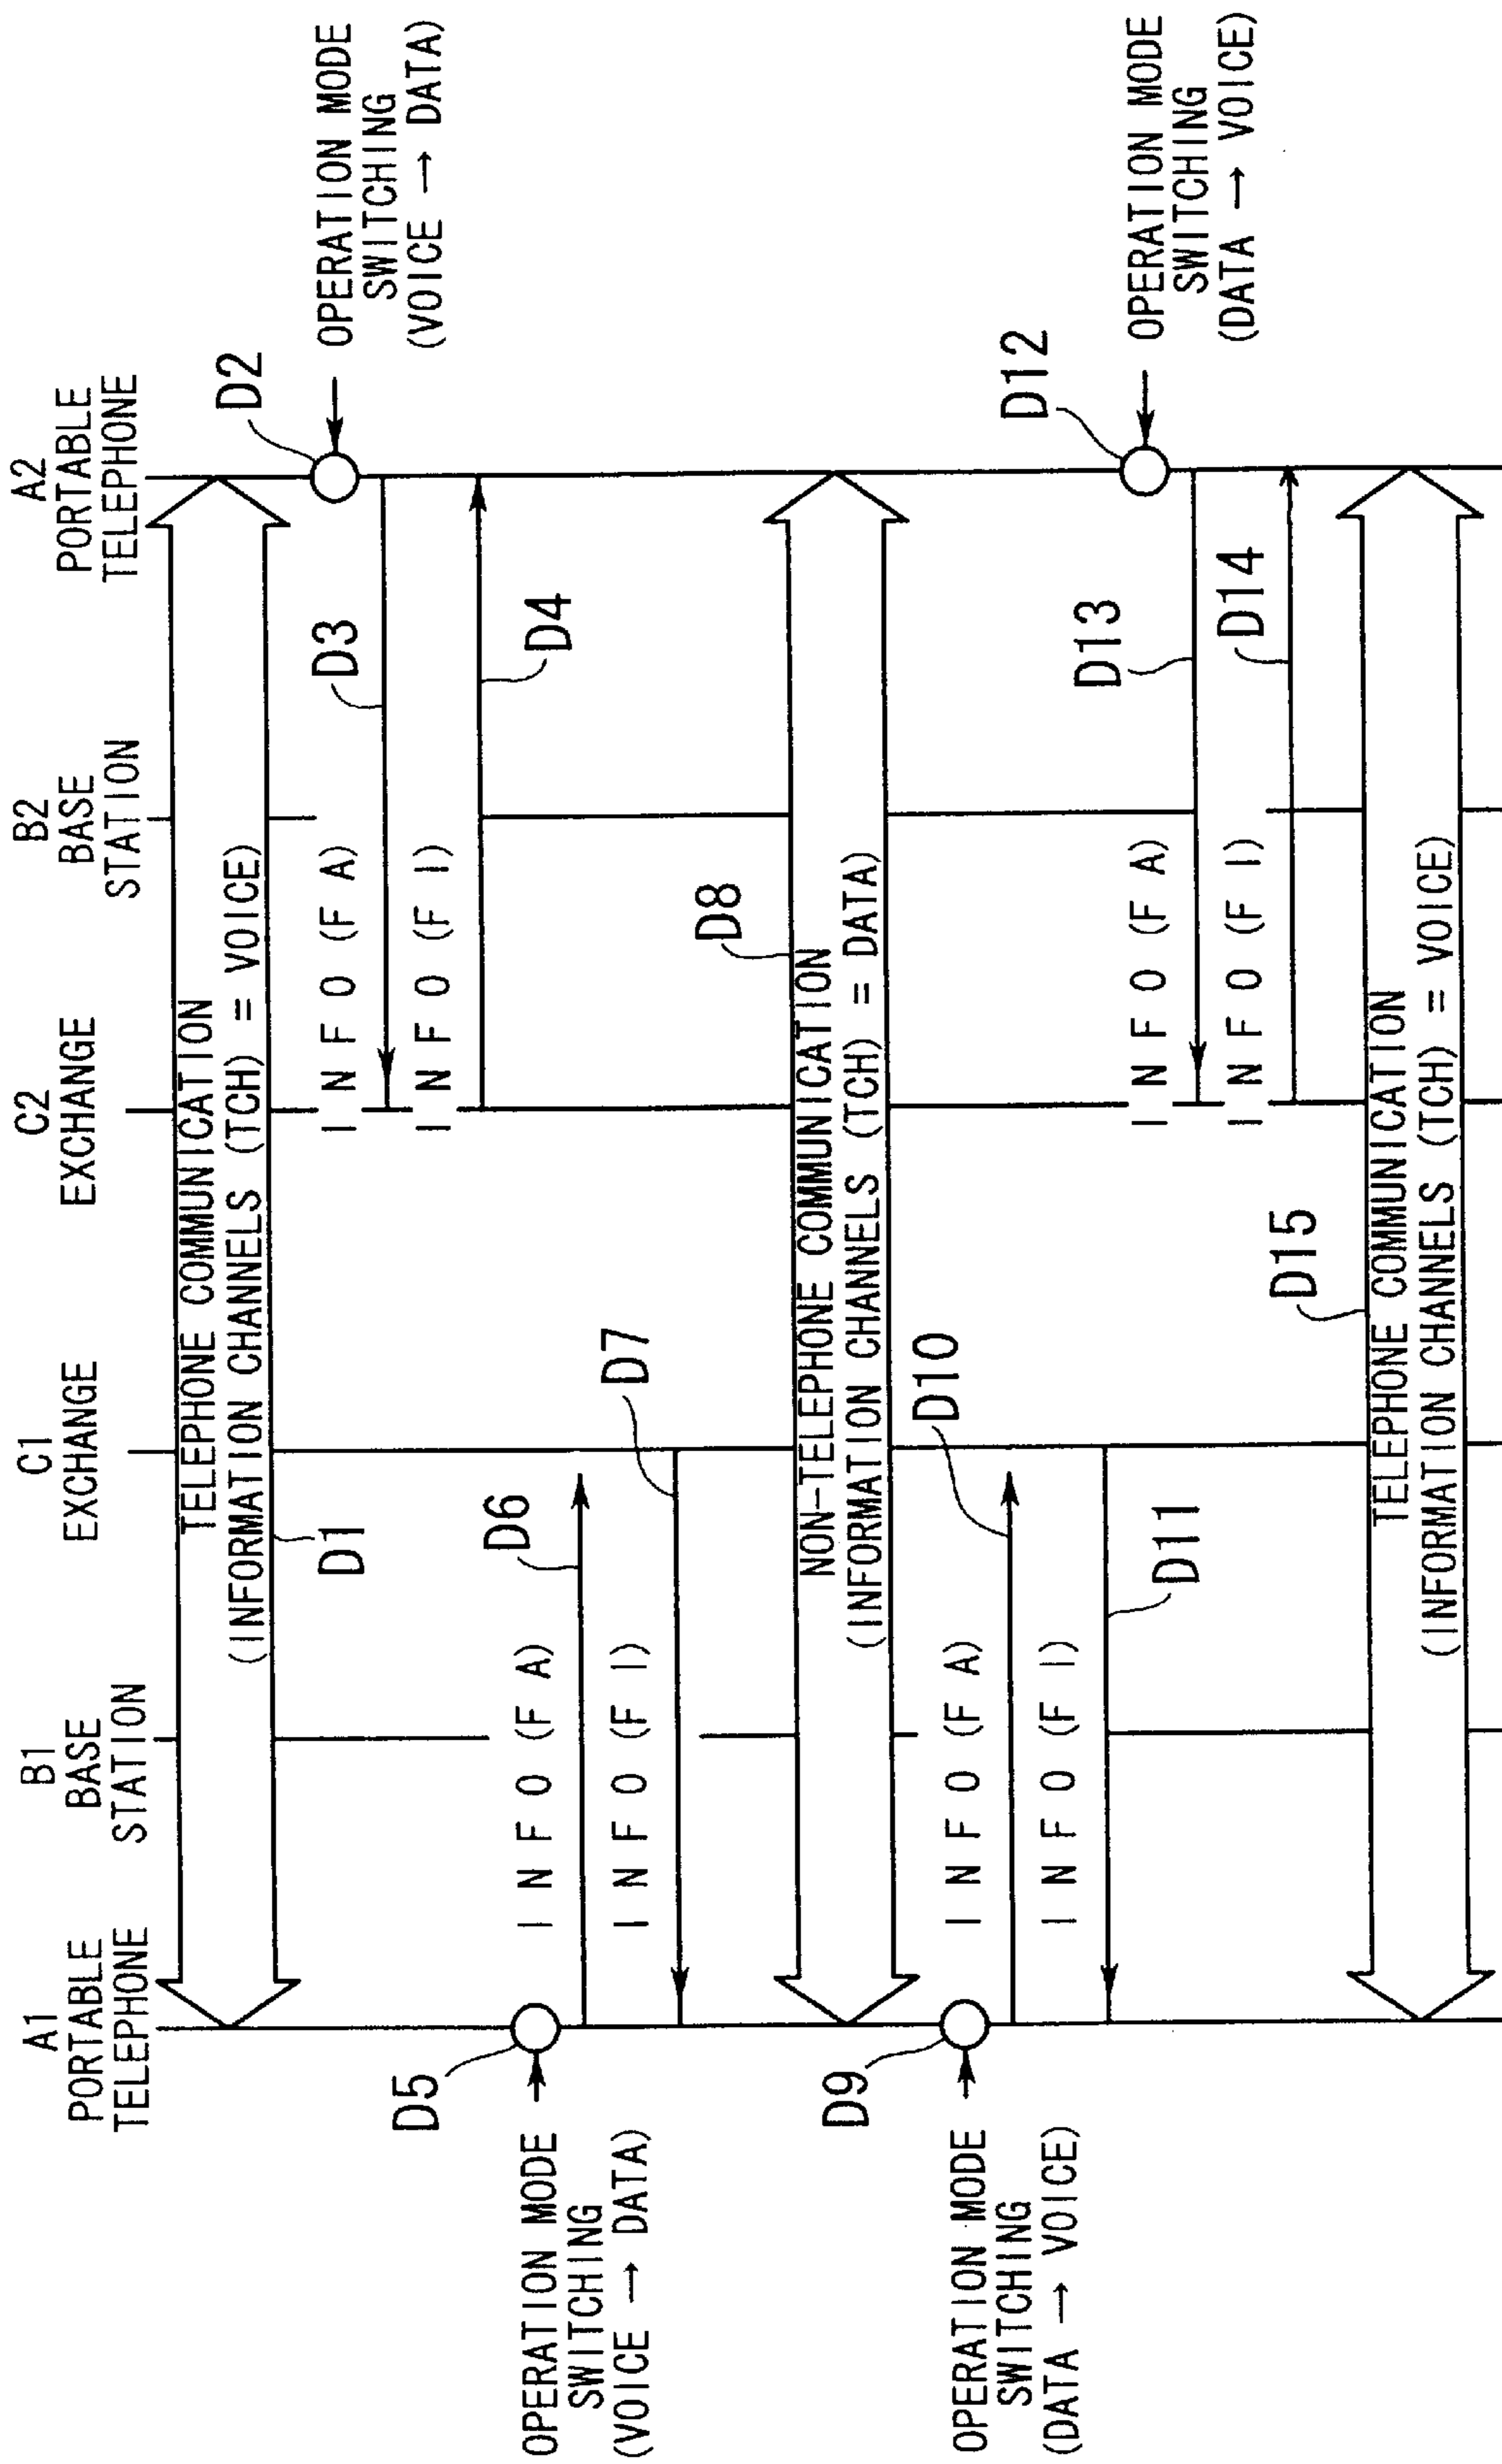 A1
PORTABLE
TELEPHONE
B1
BASE
STATION
C1
EXCHANGE
C2
EXCHANGE
B2
BASE
STATION
A2
PORTABLE
TELEPHONE
TELEPHONE COMMUNICATION
(INFORMATION CHANNELS (TCH) = VOICE)
D1
D2
OPERATION MODE
SWITCHING
(VOICE → DATA)
INFO (FA)
D3
INFO (FI)
D4
D5
OPERATION MODE
SWITCHING
(VOICE → DATA)
INFO (FA)
D6
INFO (FI)
D7
D8
NON-TELEPHONE COMMUNICATION
(INFORMATION CHANNELS (TCH) = DATA)
D9
OPERATION MODE
SWITCHING
(DATA → VOICE)
INFO (FA)
D10
INFO (FI)
D11
D12
OPERATION MODE
SWITCHING
(DATA → VOICE)
INFO (FA)
D13
INFO (FI)
D14
D15
TELEPHONE COMMUNICATION
(INFORMATION CHANNELS (TCH) = VOICE)